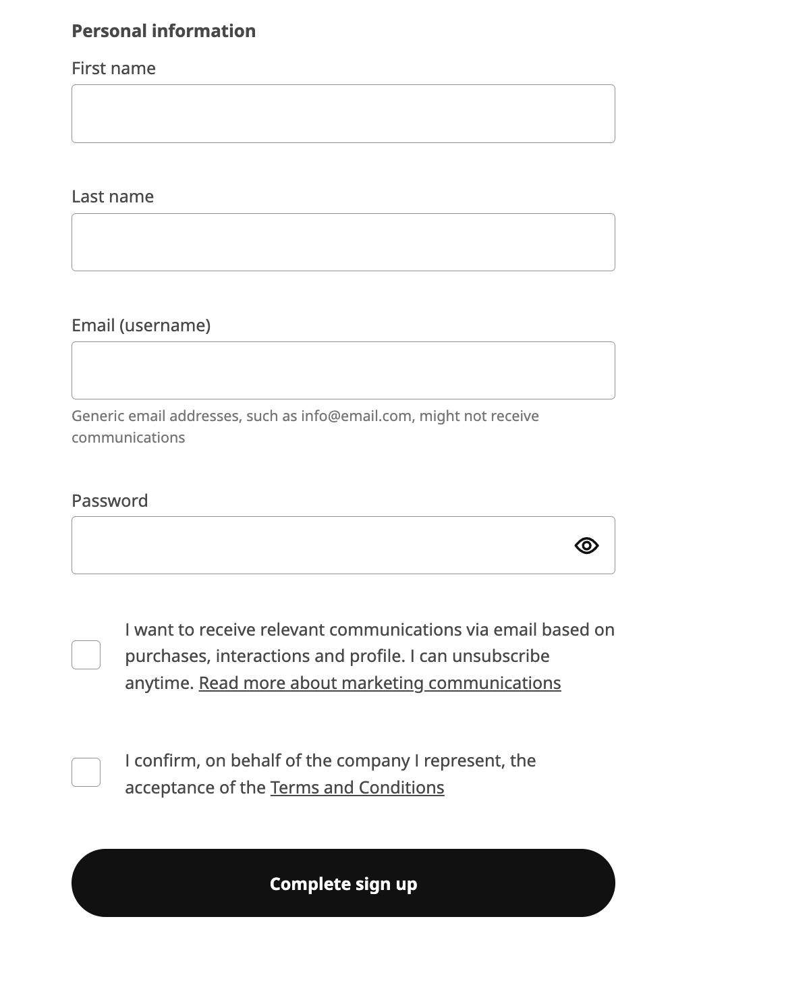 Personal information
First name
Last name
Email (username)
Generic email addresses, such as info@email.com, might not receive
communications
Password
I want to receive relevant communications via email based on
purchases, interactions and profile. I can unsubscribe
anytime. Read more about marketing communications
I confirm, on behalf of the company I represent, the
acceptance of the Terms and Conditions
Complete sign up